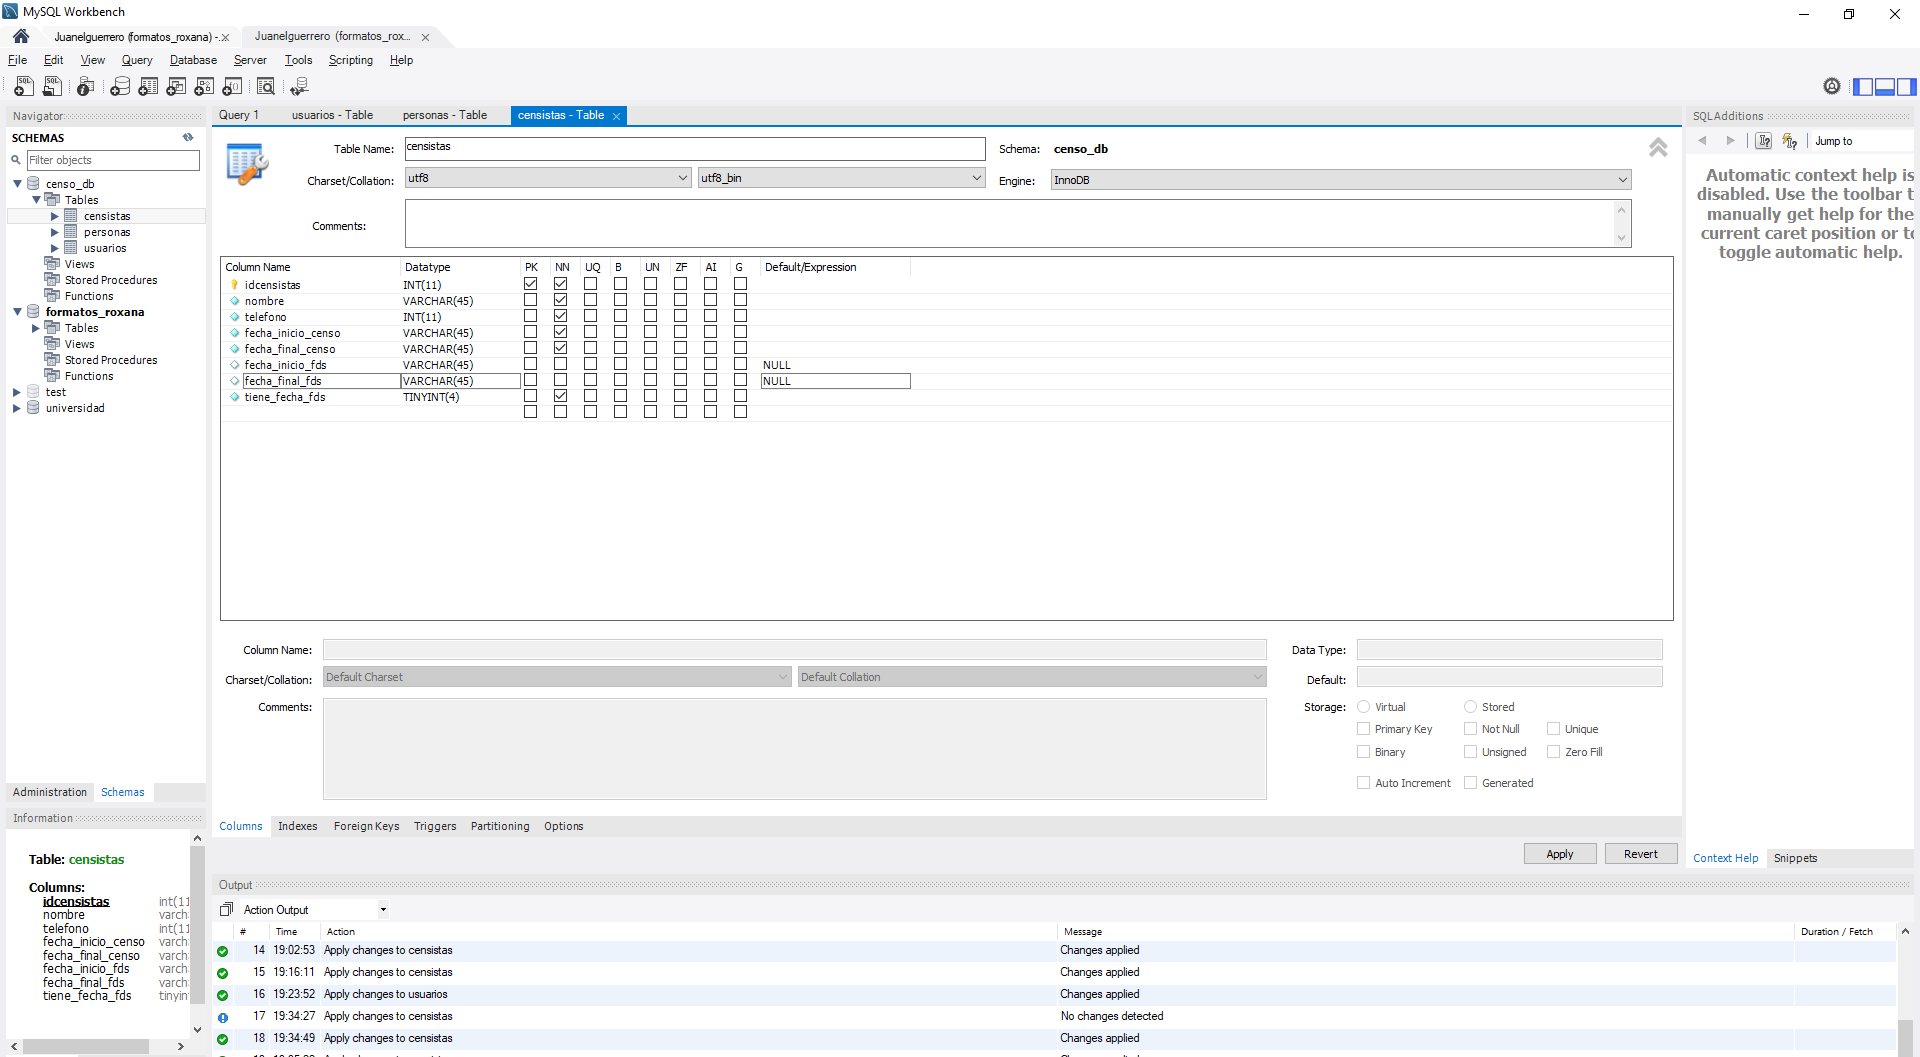 MySQL Workbench
Juanelguerrero (formatos_roxana) -...
Juanelguerrero (formatos_rox...
File Edit View Query Database Server Tools Scripting Help
Navigator
SCHEMAS
Filter objects
censo_db
Tables
censistas
personas
usuarios
Views
Stored Procedures
Functions
formatos_roxana
Tables
Views
Stored Procedures
Functions
test
universidad
Administration Schemas
Information
Table: censistas
Columns:
idcensistas int(11
nombre varch
telefono int(11
fecha_inicio_censo varch
fecha_final_censo varch
fecha_inicio_fds varch
fecha_final_fds varch
tiene_fecha_fds tinyin
Query 1 usuarios - Table personas - Table censistas - Table
Table Name: censistas Schema: censo_db
Charset/Collation: utf8 utf8_bin Engine: InnoDB
Comments:
Column Name Datatype PK NN UQ B UN ZF AI G Default/Expression
idcensistas INT(11)
nombre VARCHAR(45)
telefono INT(11)
fecha_inicio_censo VARCHAR(45)
fecha_final_censo VARCHAR(45)
fecha_inicio_fds VARCHAR(45) NULL
fecha_final_fds VARCHAR(45) NULL
tiene_fecha_fds TINYINT(4)
Column Name: Data Type:
Charset/Collation: Default Charset Default Collation Default:
Comments: Storage: Virtual Stored
Primary Key Not Null Unique
Binary Unsigned Zero Fill
Auto Increment Generated
Columns Indexes Foreign Keys Triggers Partitioning Options
Apply Revert
Output
Action Output
# Time Action Message Duration / Fetch
14 19:02:53 Apply changes to censistas Changes applied
15 19:16:11 Apply changes to censistas Changes applied
16 19:23:52 Apply changes to usuarios Changes applied
17 19:34:27 Apply changes to censistas No changes detected
18 19:34:49 Apply changes to censistas Changes applied
SQLAdditions
Jump to
Automatic context help is
disabled. Use the toolbar t
manually get help for the
current caret position or to
toggle automatic help.
Context Help Snippets